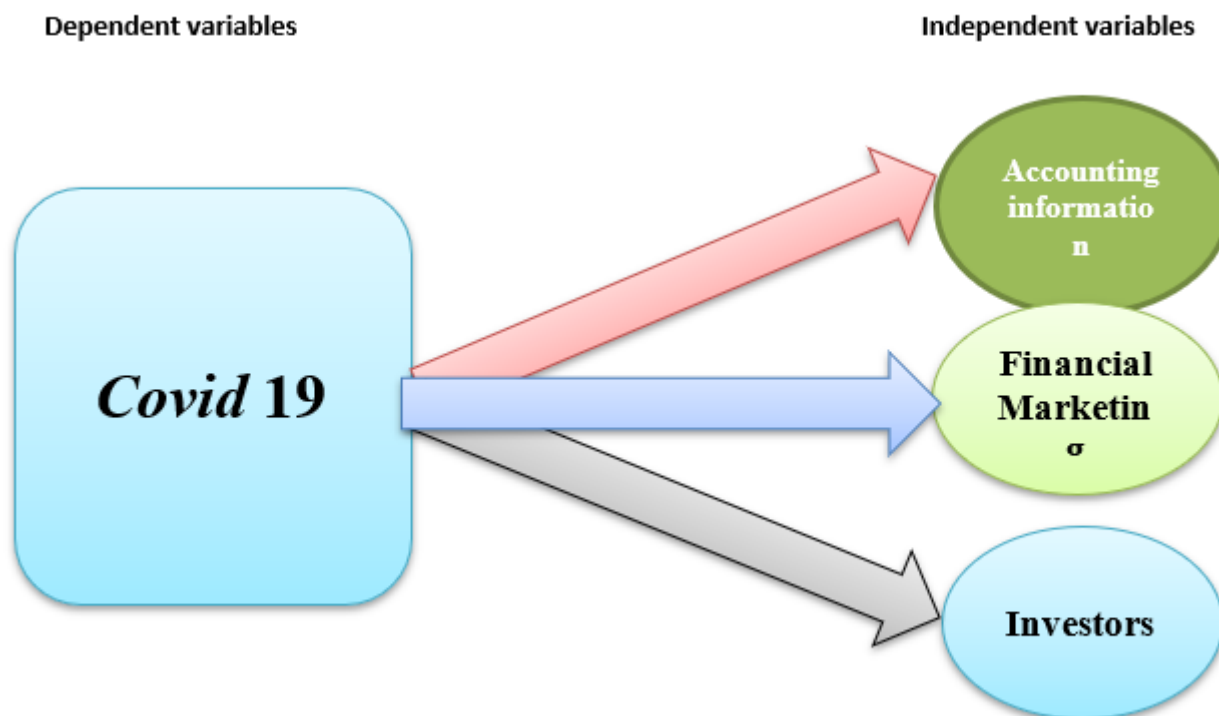 Dependent variables
Independent variables
Accounting
informatio
n
Covid 19
Financial
Marketin
Investors